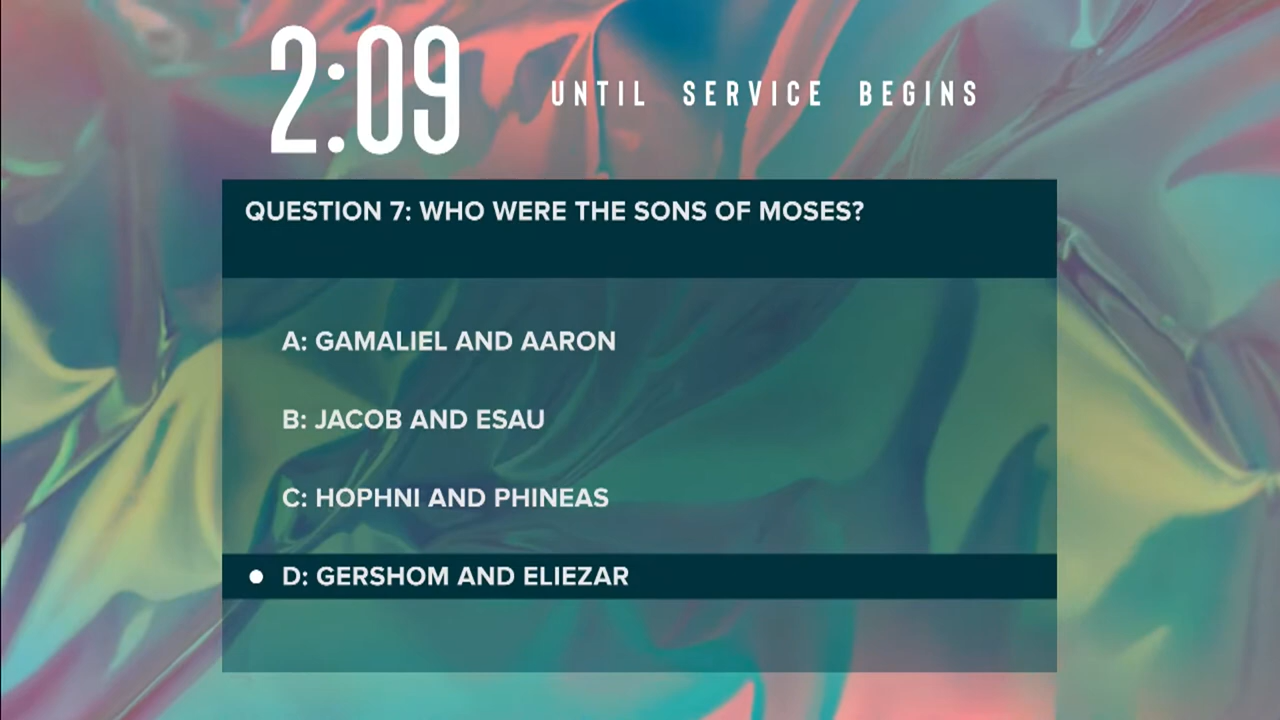 2:09 UNTIL SERVICE BEGINS
QUESTION 7: WHO WERE THE SONS OF MOSES?
A: GAMALIEL AND AARON
B: JACOB AND ESAU
C: HOPHNI AND PHINEAS
D: GERSHOM AND ELIEZAR